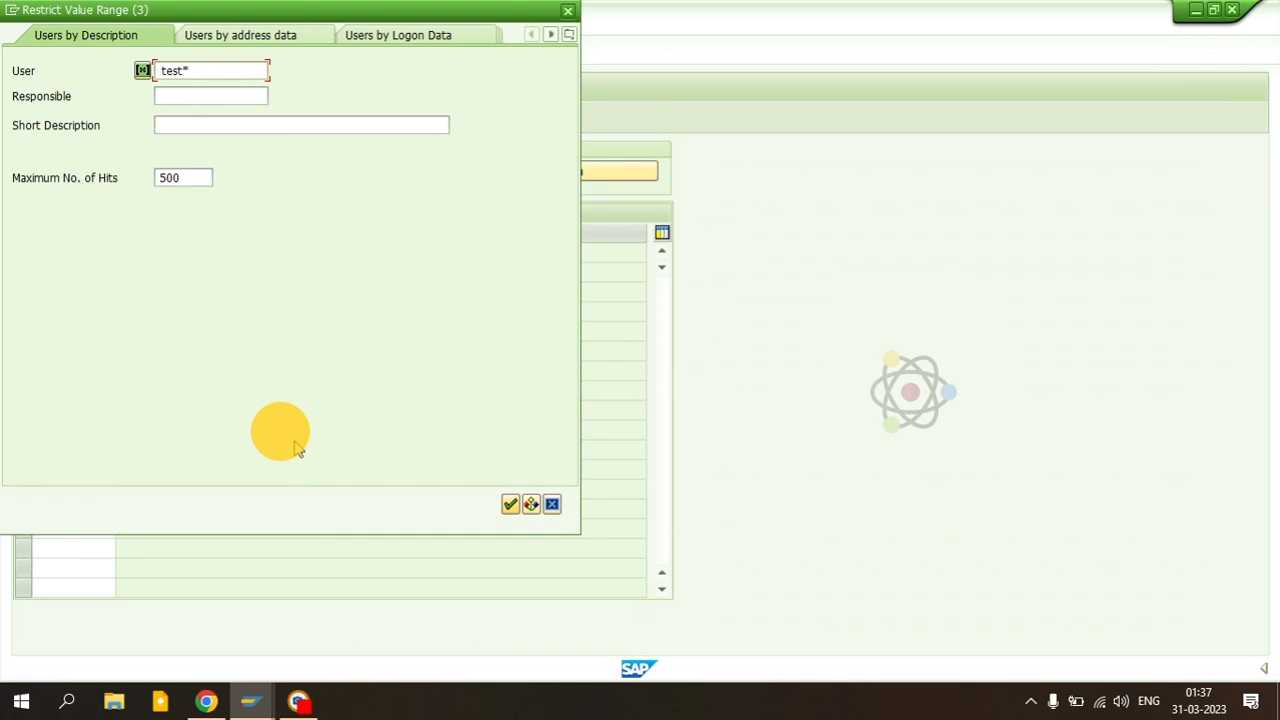 Restrict Value Range (3)
Users by Description
Users by address data
Users by Logon Data
User
test*
Responsible
Short Description
Maximum No. of Hits
500
SAP
ENG
01:37
31-03-2023